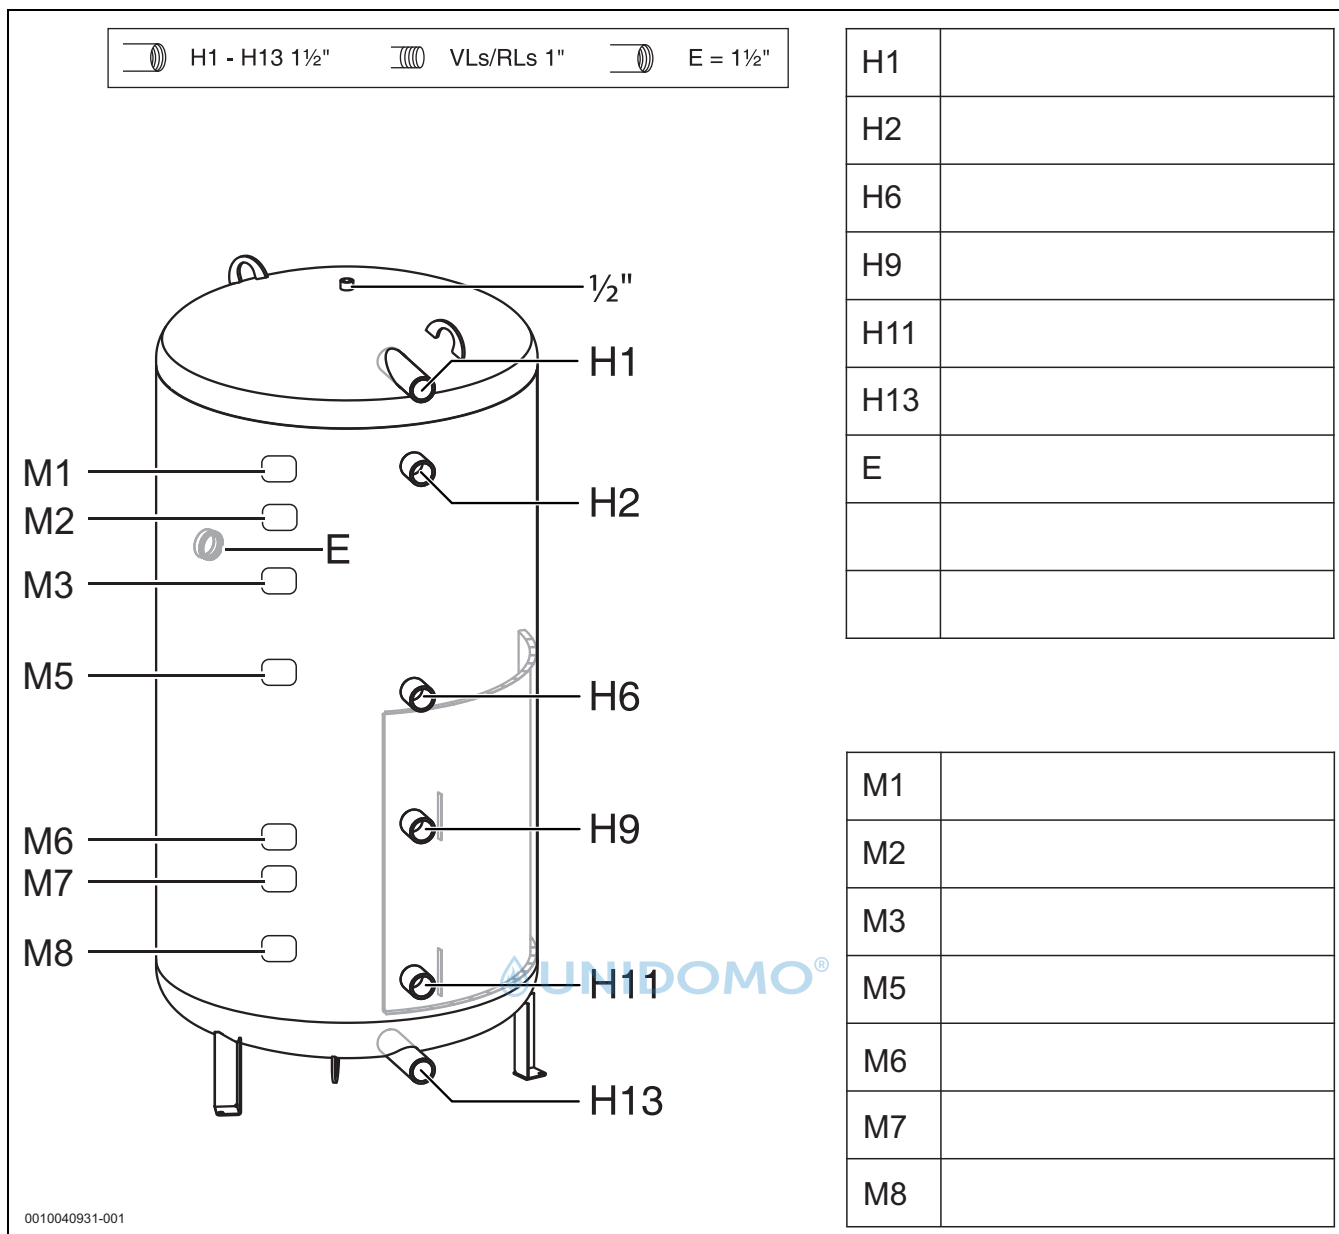 H1 - H13 1½" VLs/RLs 1" E = 1½"
½"
H1
H2
H6
H9
H11
H13
M1
M2
E
M3
M5
M6
M7
M8
UNIDOMO®
0010040931-001
H1
H2
H6
H9
H11
H13
E
M1
M2
M3
M5
M6
M7
M8